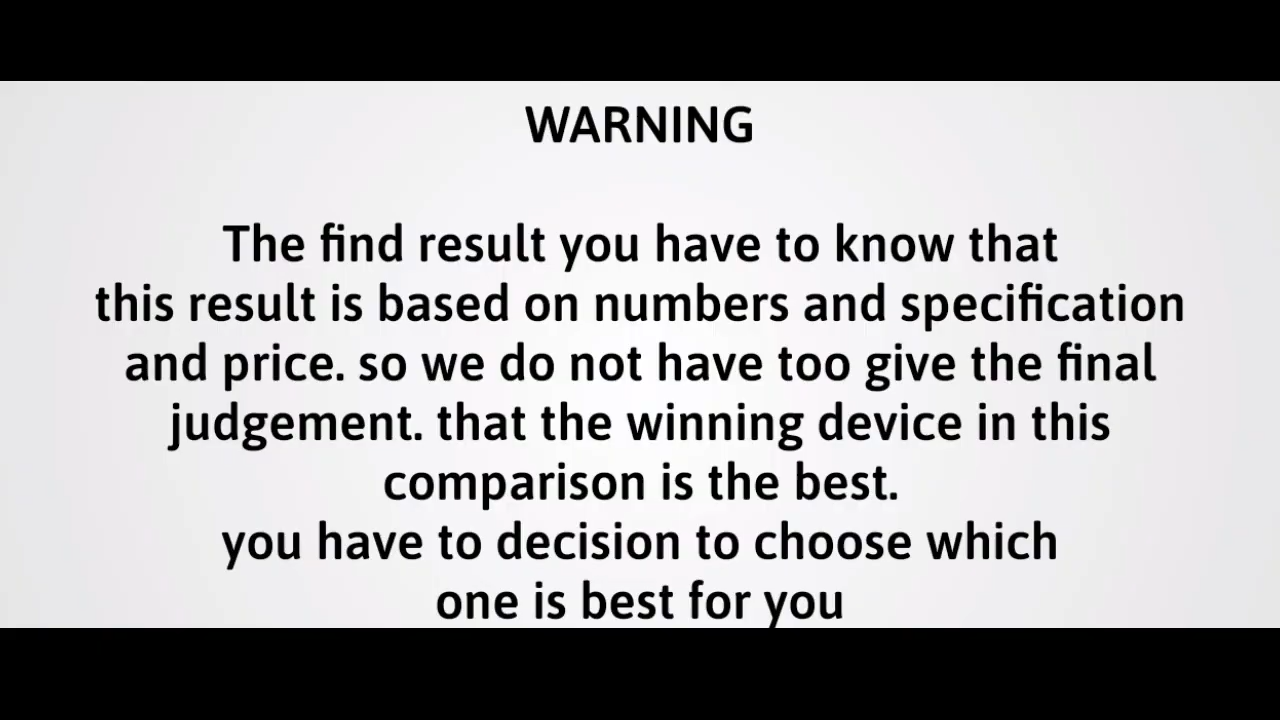 WARNING
The find result you have to know that
this result is based on numbers and specification
and price. so we do not have too give the final
judgement. that the winning device in this
comparison is the best.
you have to decision to choose which
one is best for you